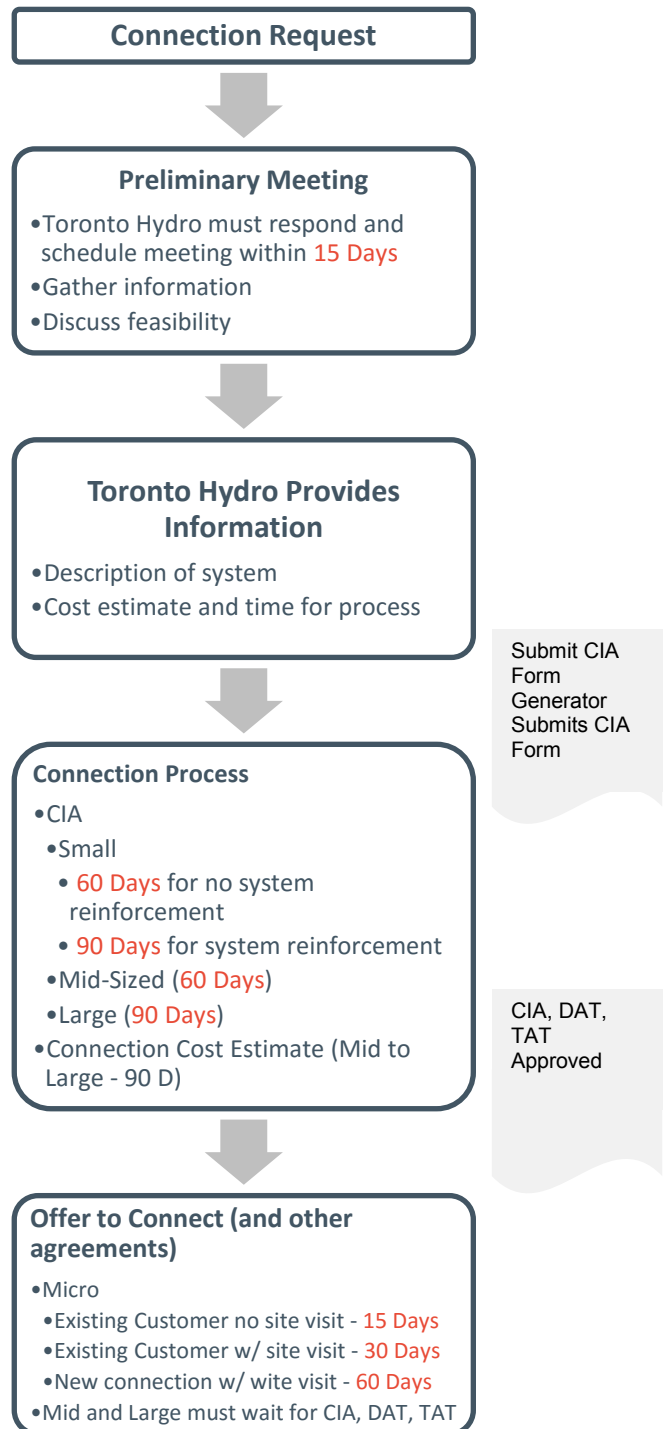 Connection Request
Preliminary Meeting
•Toronto Hydro must respond and
schedule meeting within 15 Days
•Gather information
•Discuss feasibility
Toronto Hydro Provides
Information
•Description of system
•Cost estimate and time for process
Submit CIA
Form
Generator
Submits CIA
Form
Connection Process
•CIA
•Small
• 60 Days for no system
reinforcement
• 90 Days for system reinforcement
•Mid-Sized (60 Days)
•Large (90 Days)
•Connection Cost Estimate (Mid to
Large - 90 D)
CIA, DAT,
TAT
Approved
Offer to Connect (and other
agreements)
•Micro
•Existing Customer no site visit - 15 Days
•Existing Customer w/ site visit - 30 Days
•New connection w/ wite visit - 60 Days
•Mid and Large must wait for CIA, DAT, TAT